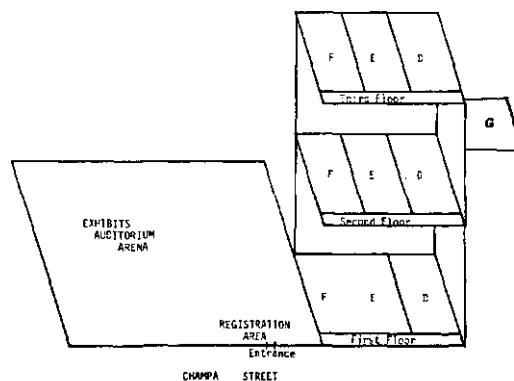 F E D
Third Floor
G
F E D
Second Floor
EXHIBITS
AUDITORIUM
ARENA
F E D
REGISTRATION
AREA
First Floor
Entrance
CHAMPA STREET